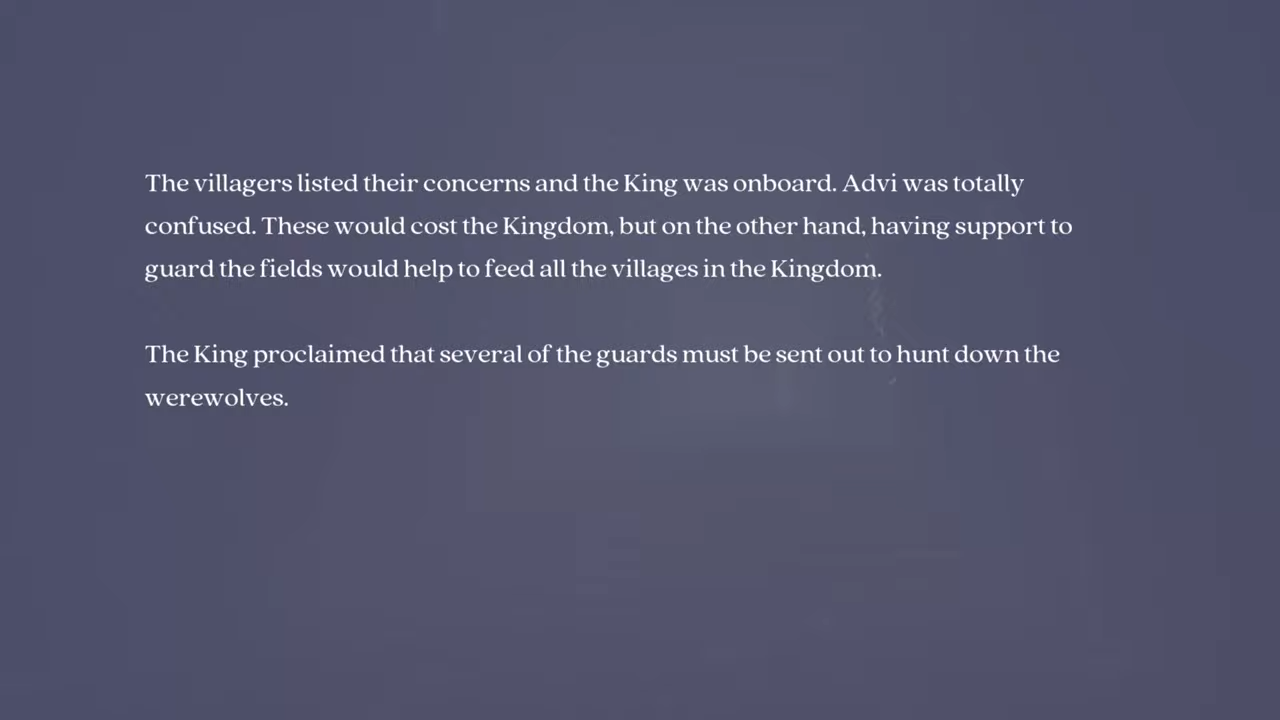 The villagers listed their concerns and the King was onboard. Advi was totally
confused. These would cost the Kingdom, but on the other hand, having support to
guard the fields would help to feed all the villages in the Kingdom.
The King proclaimed that several of the guards must be sent out to hunt down the
werewolves.